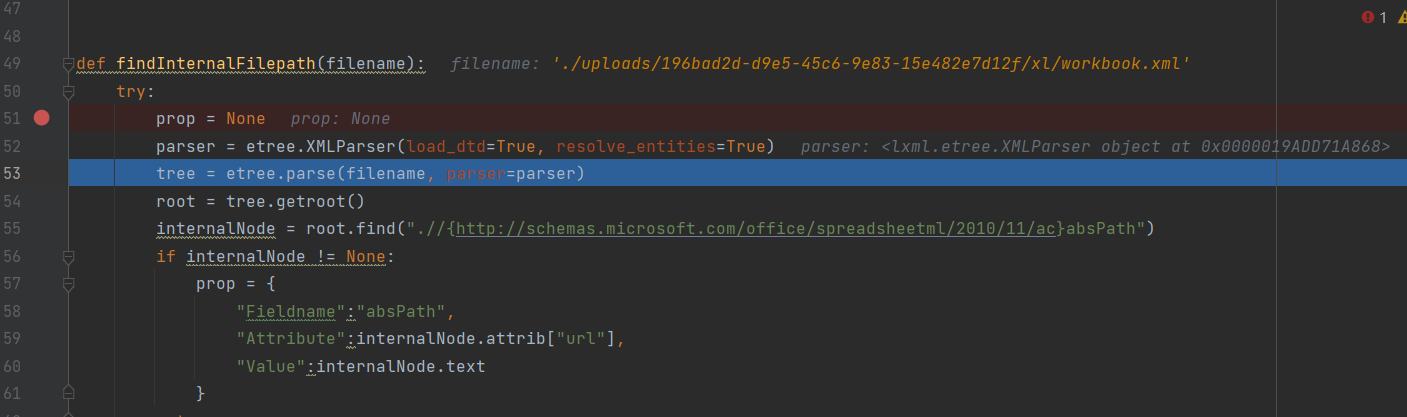 47
48
1
49 def findInternalFilepath(filename): filename: './uploads/196bad2d-d9e5-45c6-9e83-15e482e7d12f/xl/workbook.xml'
50 try:
51 prop = None prop: None
52 parser = etree.XMLParser(load_dtd=True, resolve_entities=True) parser: <lxml.etree.XMLParser object at 0x0000019ADD71A868>
53 tree = etree.parse(filename, parser=parser)
54 root = tree.getroot()
55 internalNode = root.find(".//{http://schemas.microsoft.com/office/spreadsheetml/2010/11/ac}absPath")
56 if internalNode != None:
57 prop = {
58 "Fieldname":"absPath",
59 "Attribute":internalNode.attrib["url"],
60 "Value":internalNode.text
61 }